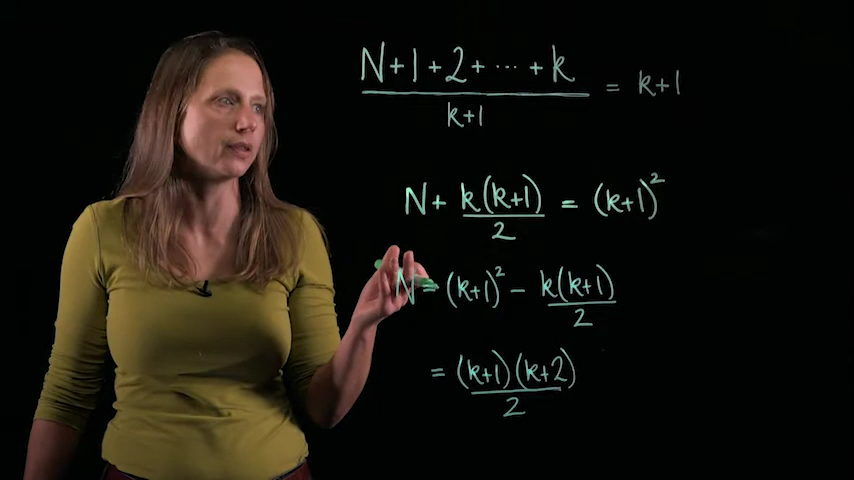 N+1+2+⋯+k
k+1
= k+1
N+ k(k+1)/2 = (k+1)²
N = (k+1)² − k(k+1)/2
= (k+1)(k+2)/2